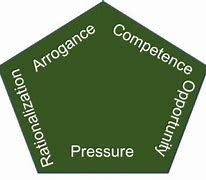 Arrogance
Competence
Opportunity
Pressure
Rationalization